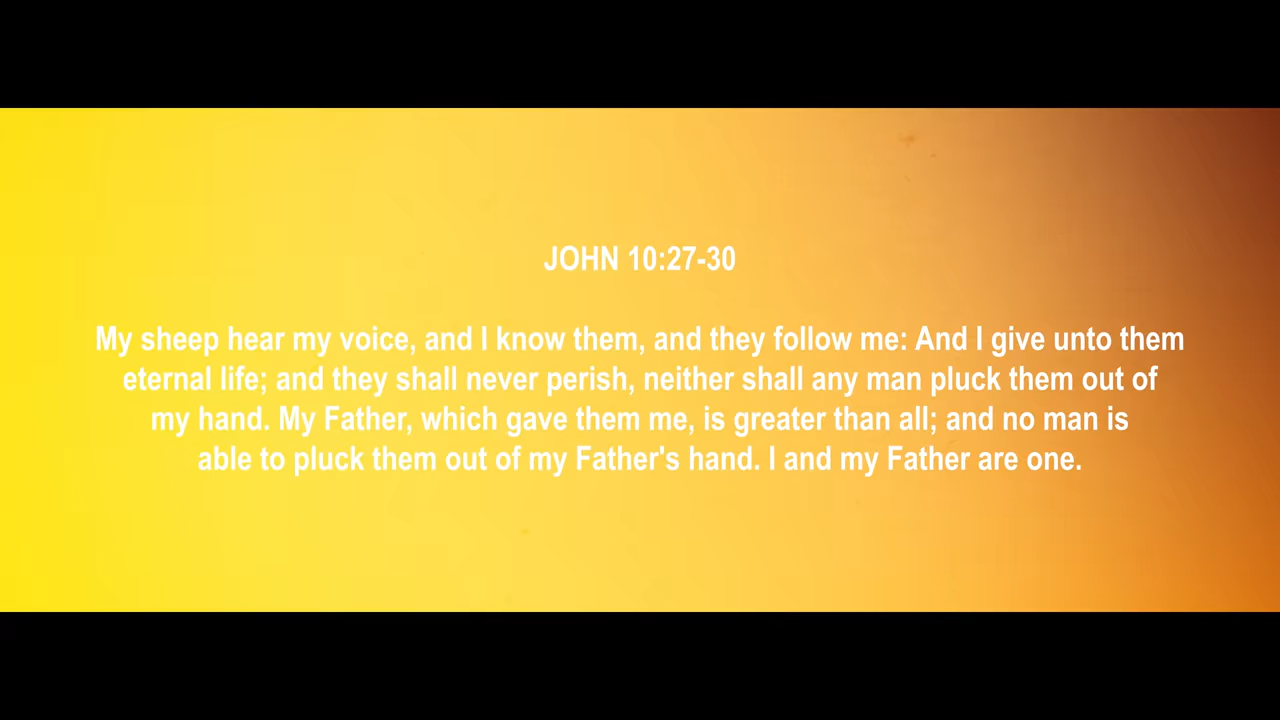 JOHN 10:27-30
My sheep hear my voice, and I know them, and they follow me: And I give unto them
eternal life; and they shall never perish, neither shall any man pluck them out of
my hand. My Father, which gave them me, is greater than all; and no man is
able to pluck them out of my Father's hand. I and my Father are one.